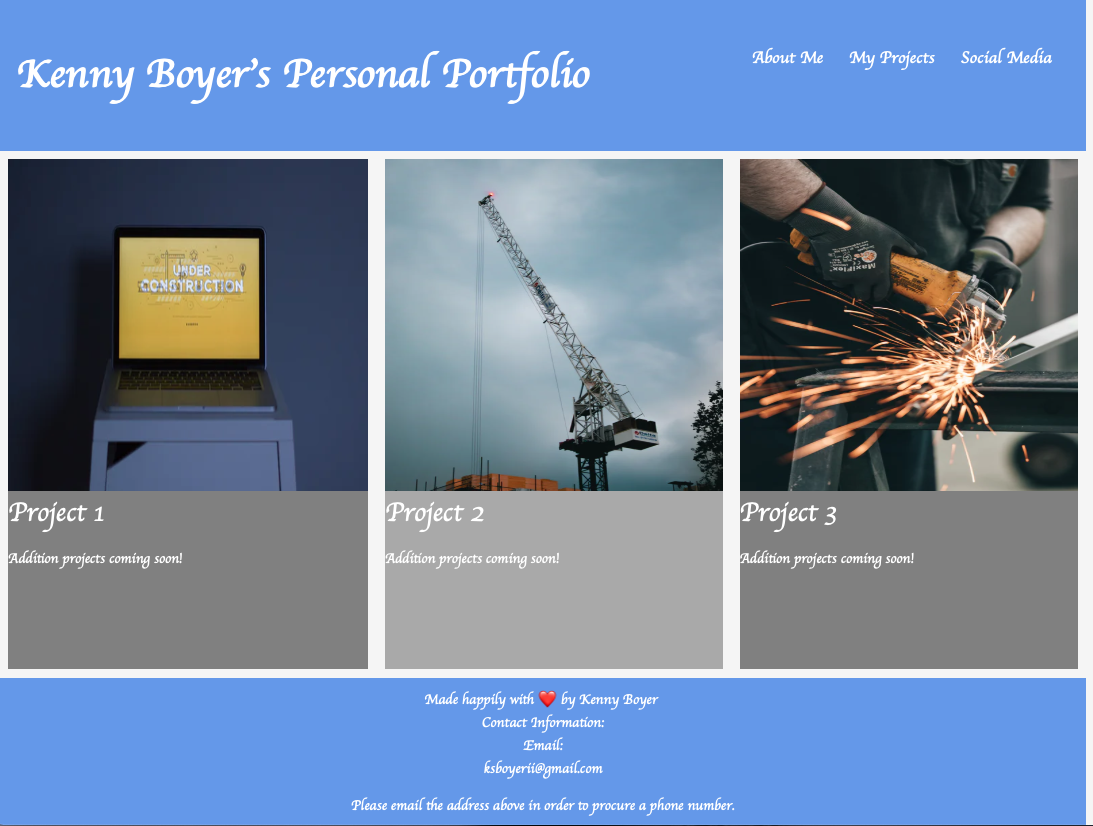 Kenny Boyer's Personal Portfolio
About Me My Projects Social Media
UNDER
CONSTRUCTION
MaxiFlex
Project 1
Project 2
Project 3
Addition projects coming soon!
Addition projects coming soon!
Addition projects coming soon!
Made happily with ❤️ by Kenny Boyer
Contact Information:
Email:
ksboyerii@gmail.com
Please email the address above in order to procure a phone number.